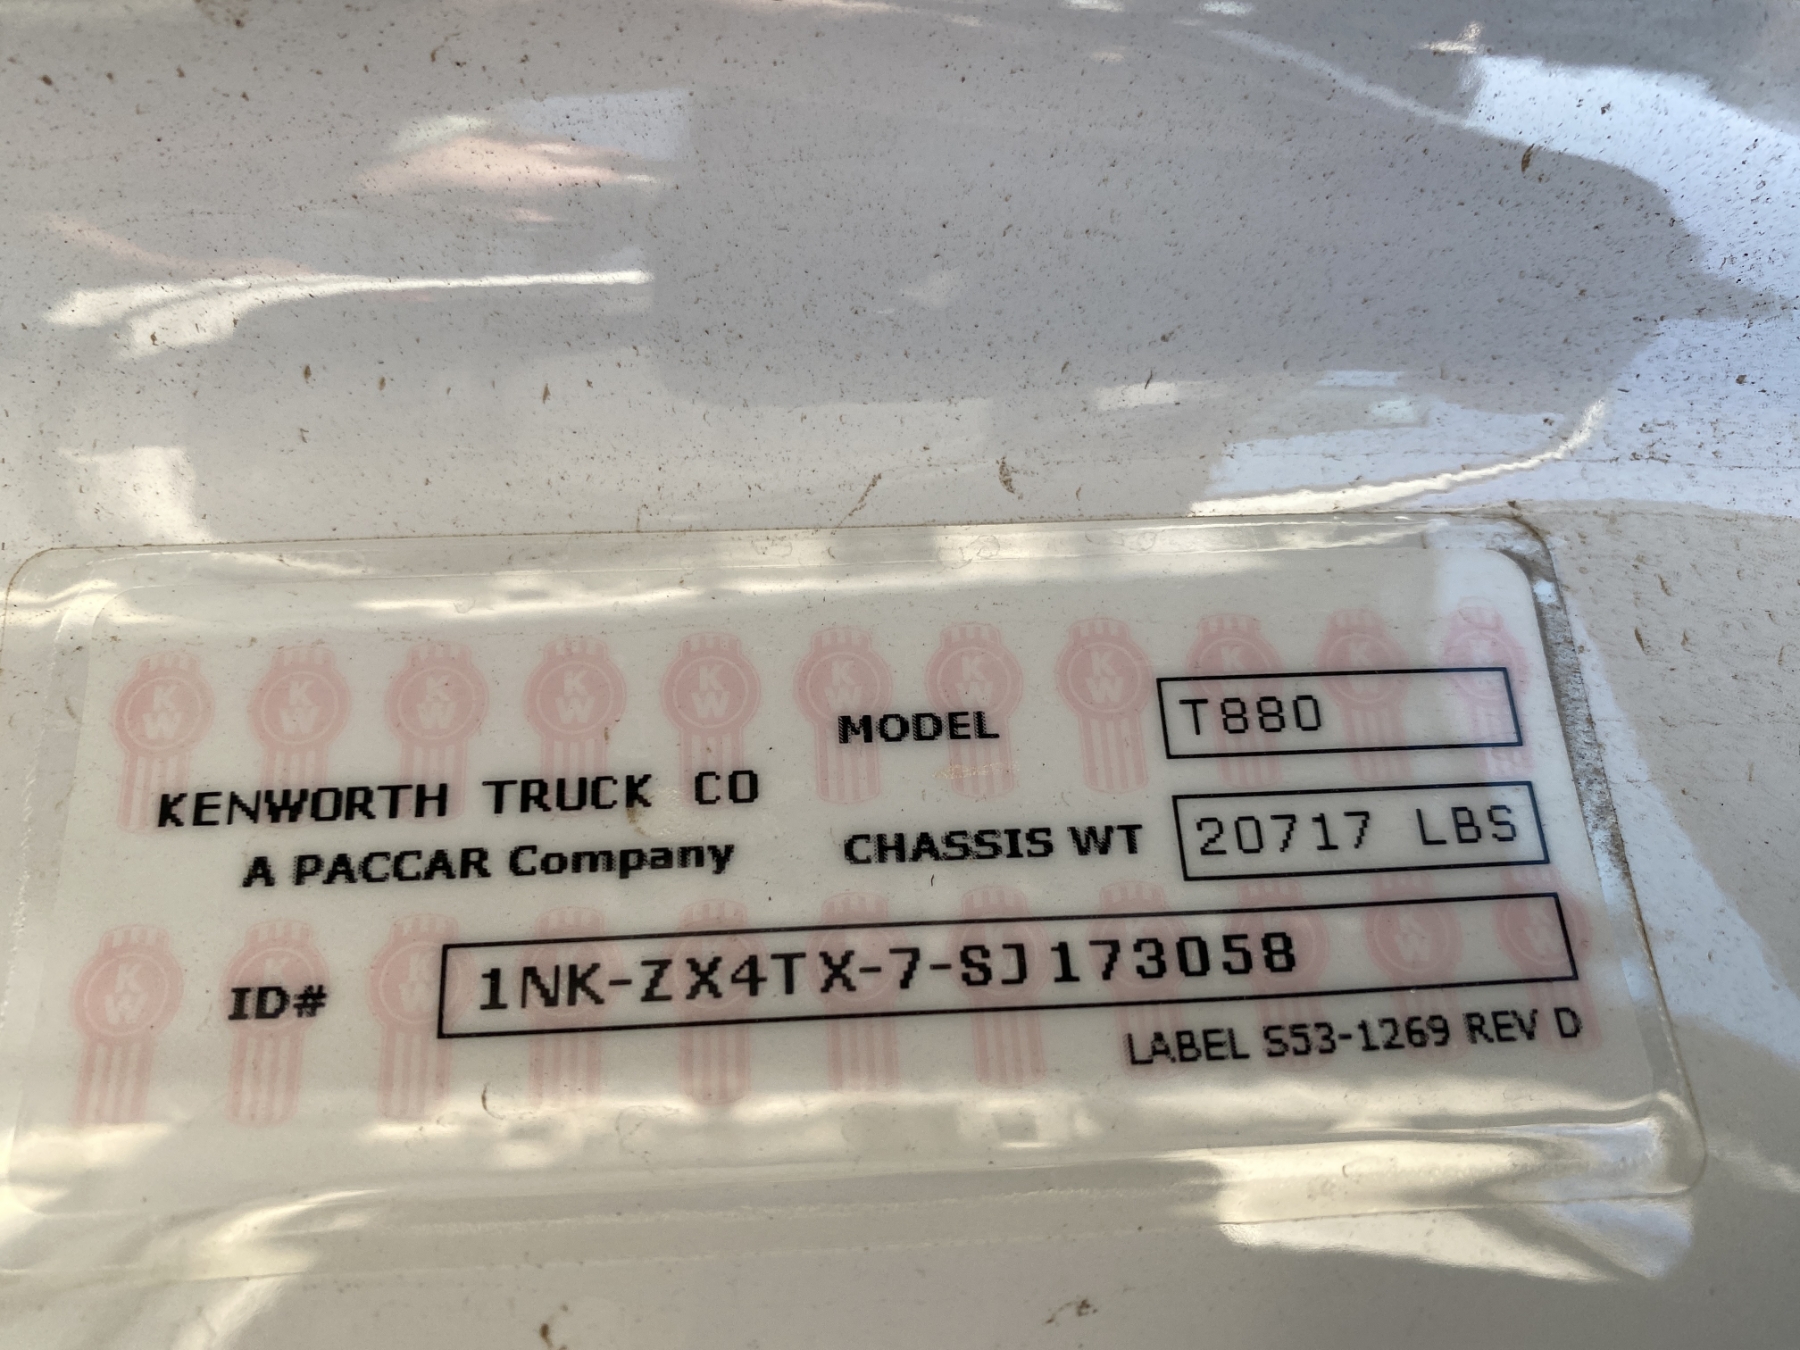 MODEL T880
KENWORTH TRUCK CO
A PACCAR Company
CHASSIS WT 20717 LBS
ID# 1NK-ZX4TX-7-SJ173058
LABEL S53-1269 REV D